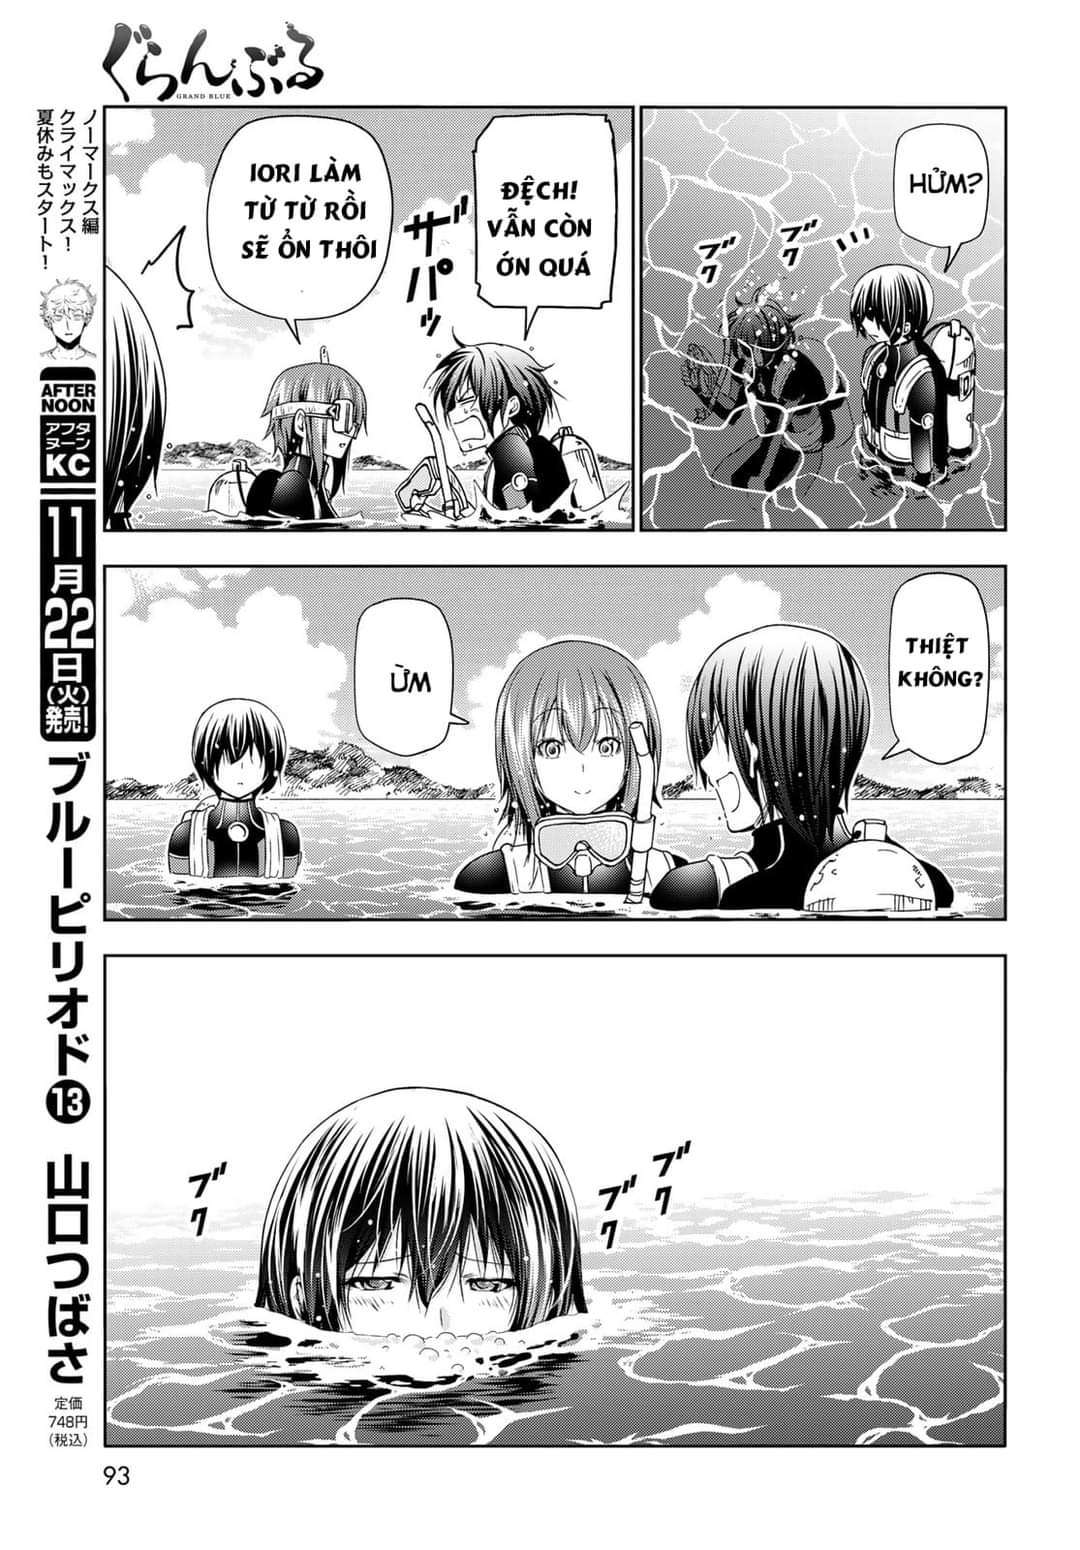 ぐらんぶる
GRAND BLUE
HỬM?
ブク
ブク
ĐỆCH!
VẪN CÒN
ỚN QUÁ
ザパッ
IORI LÀM
TỪ TỪ RỒI
SẼ ỔN THÔI
THIỆT
KHÔNG?
ỪM
ブク
ブク
ブク
ノーマークス編
クライマックス!
夏休みもスタート!
AFTER
NOON
アフタ
ヌーン
KC
11月22日(火)発売!
ブルーピリオド⑬
山口つばさ
定価
748円
(税込)
93